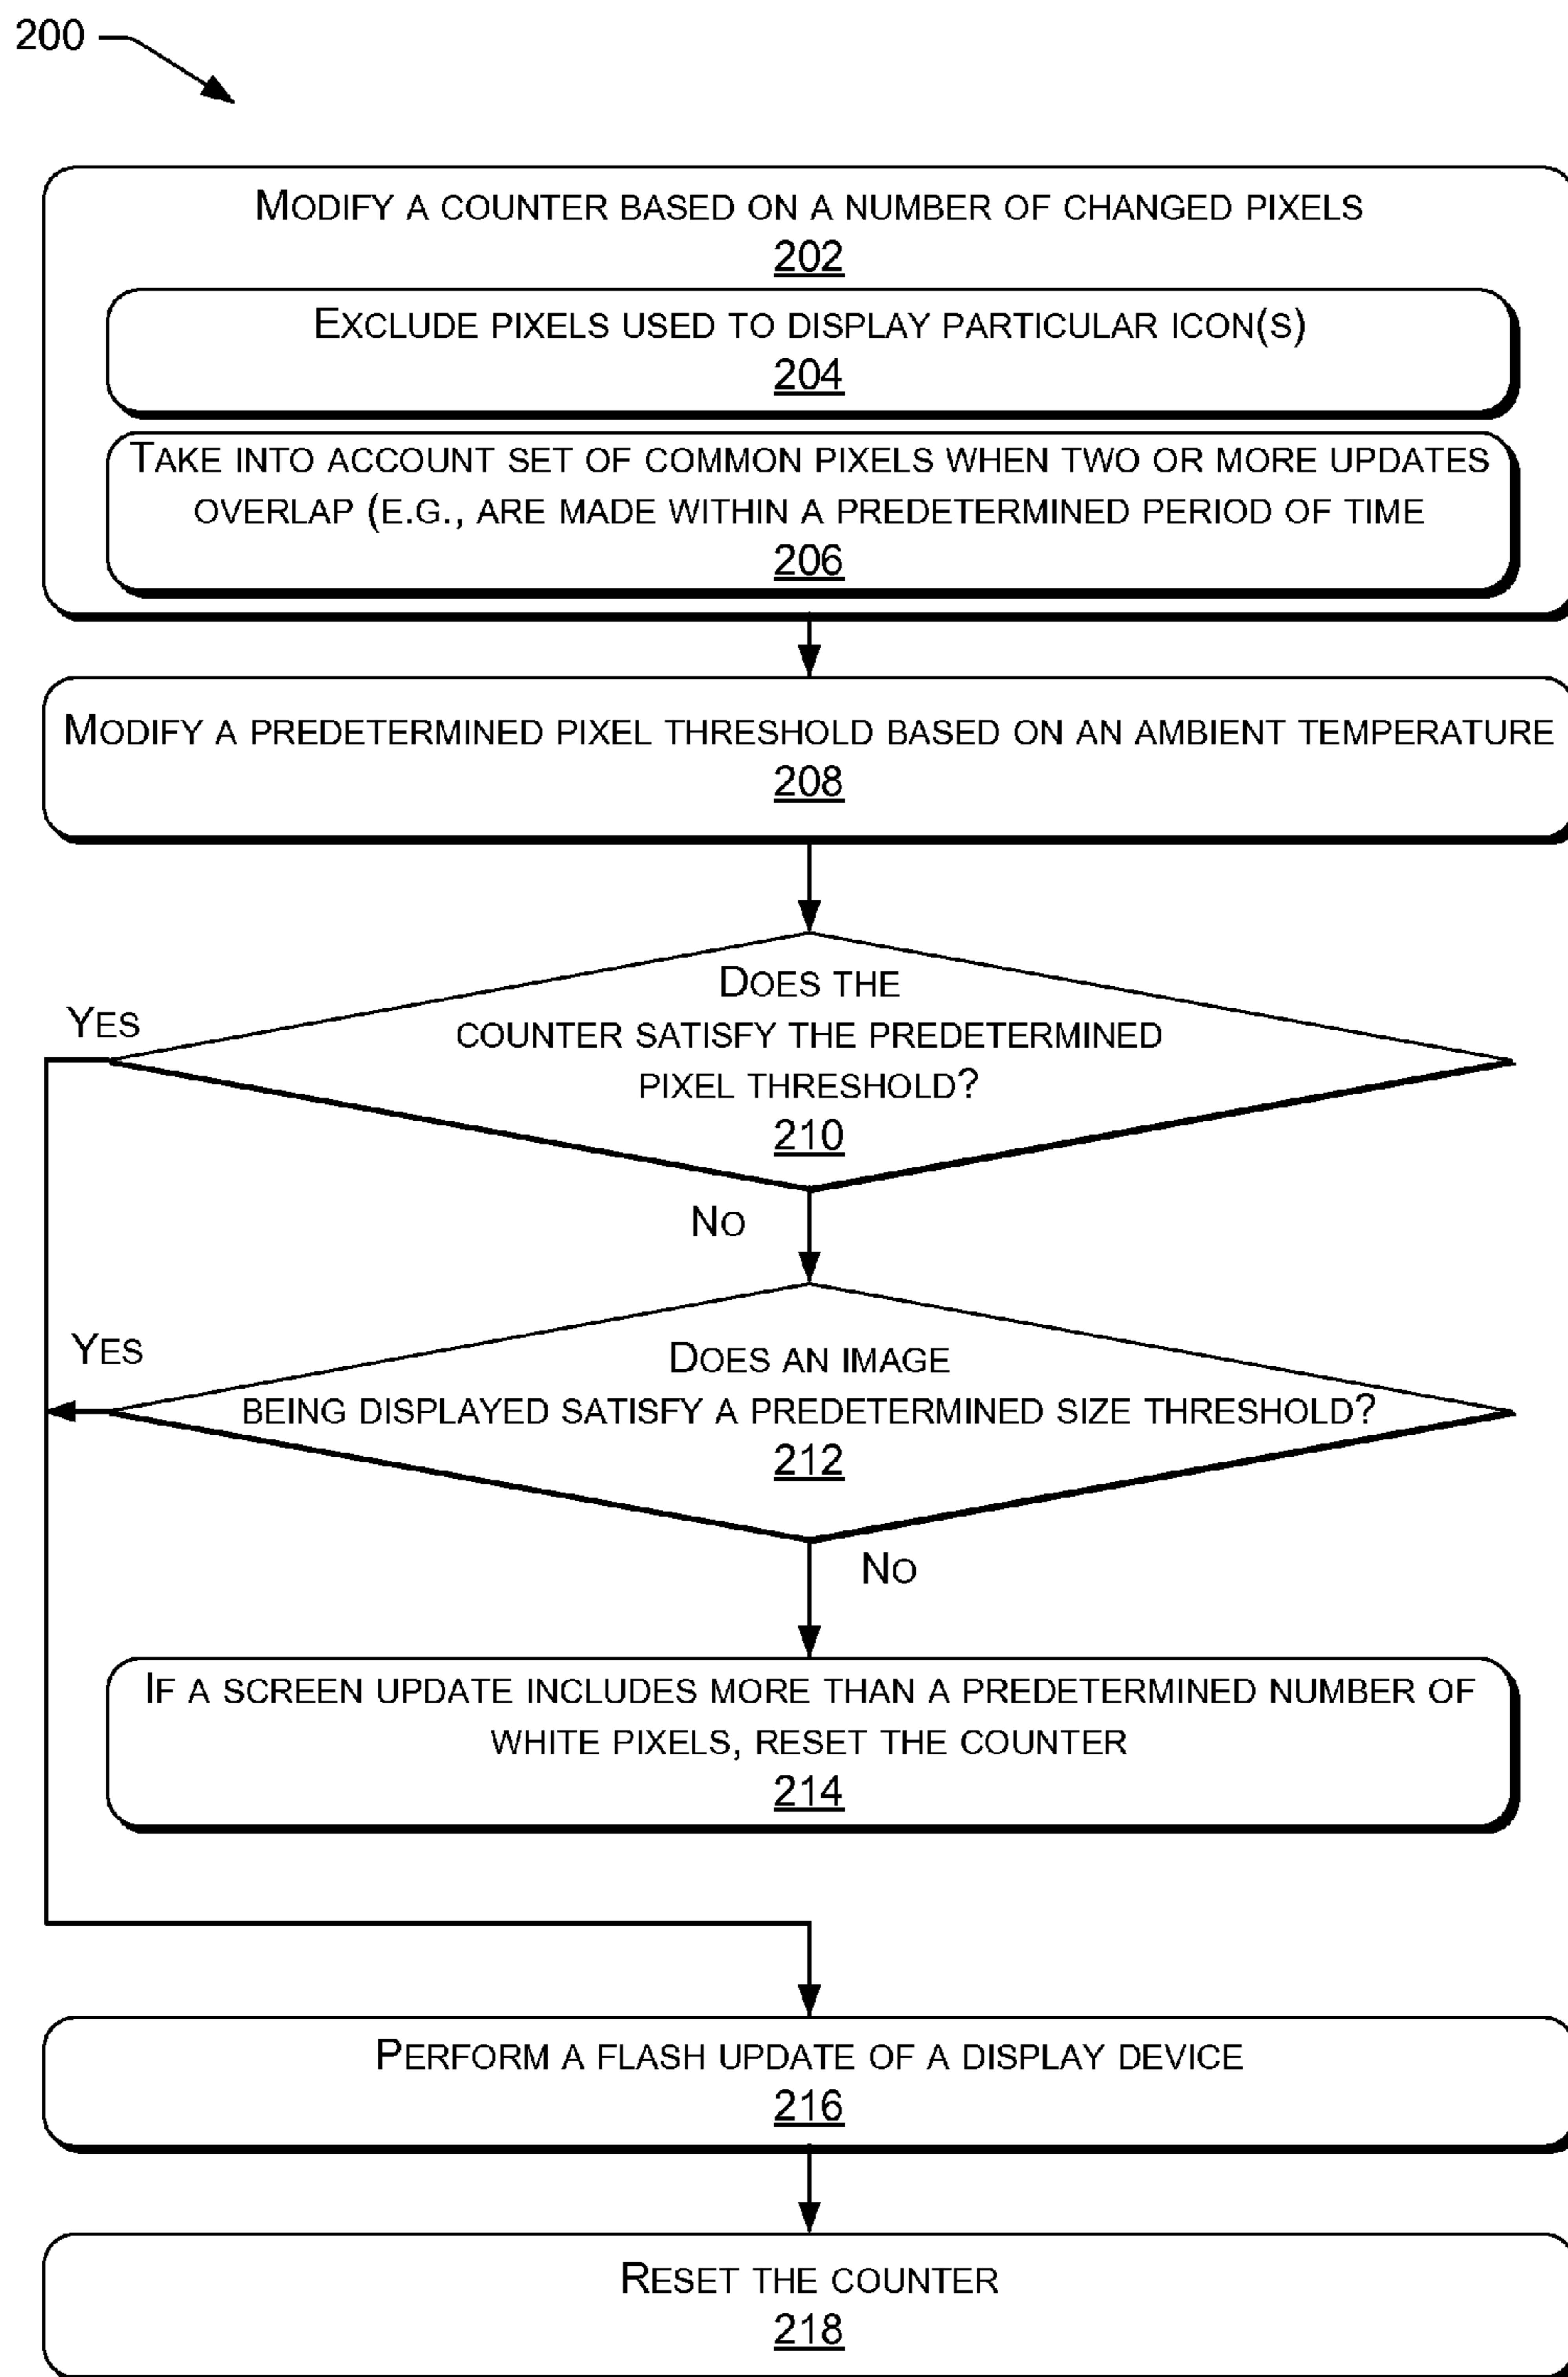 200
MODIFY A COUNTER BASED ON A NUMBER OF CHANGED PIXELS
202
EXCLUDE PIXELS USED TO DISPLAY PARTICULAR ICON(S)
204
TAKE INTO ACCOUNT SET OF COMMON PIXELS WHEN TWO OR MORE UPDATES
OVERLAP (E.G., ARE MADE WITHIN A PREDETERMINED PERIOD OF TIME
206
MODIFY A PREDETERMINED PIXEL THRESHOLD BASED ON AN AMBIENT TEMPERATURE
208
DOES THE
COUNTER SATISFY THE PREDETERMINED
PIXEL THRESHOLD?
210
YES
NO
DOES AN IMAGE
BEING DISPLAYED SATISFY A PREDETERMINED SIZE THRESHOLD?
212
YES
NO
IF A SCREEN UPDATE INCLUDES MORE THAN A PREDETERMINED NUMBER OF
WHITE PIXELS, RESET THE COUNTER
214
PERFORM A FLASH UPDATE OF A DISPLAY DEVICE
216
RESET THE COUNTER
218